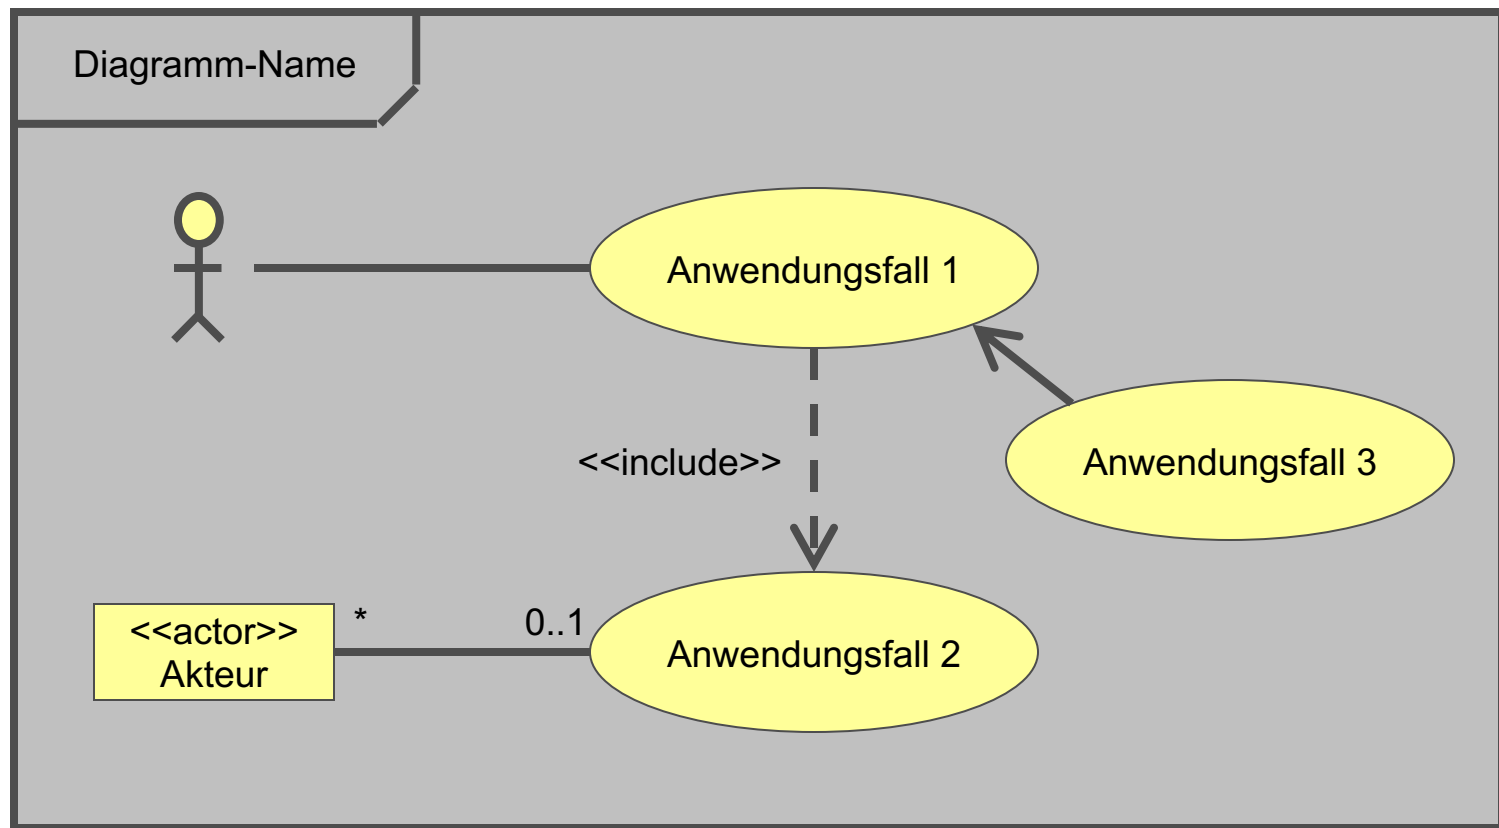 Diagramm-Name
Anwendungsfall 1
<<include>>
Anwendungsfall 3
<<actor>>
Akteur
*
0..1
Anwendungsfall 2